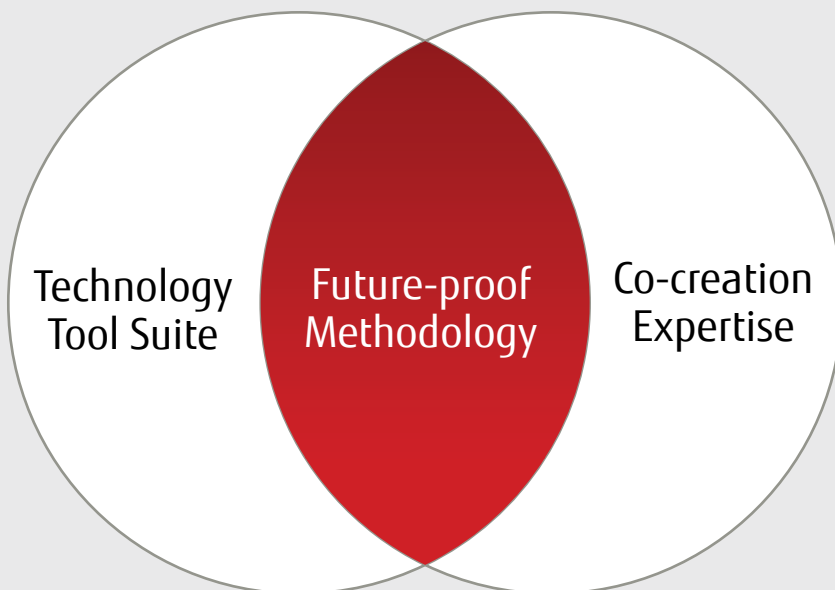 Technology
Tool Suite
Future-proof
Methodology
Co-creation
Expertise